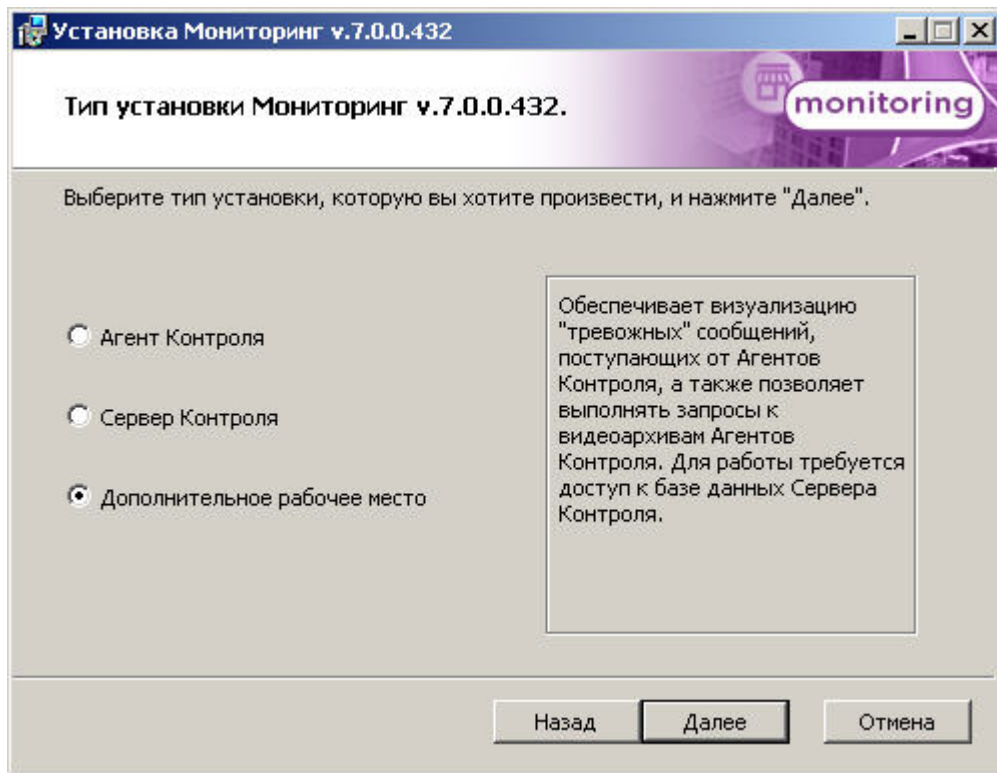 Установка Мониторинг v.7.0.0.432
Тип установки Мониторинг v.7.0.0.432.
monitoring
Выберите тип установки, которую вы хотите произвести, и нажмите "Далее".
Агент Контроля
Сервер Контроля
Дополнительное рабочее место
Обеспечивает визуализацию
"тревожных" сообщений,
поступающих от Агентов
Контроля, а также позволяет
выполнять запросы к
видеоархивам Агентов
Контроля. Для работы требуется
доступ к базе данных Сервера
Контроля.
Назад
Далее
Отмена